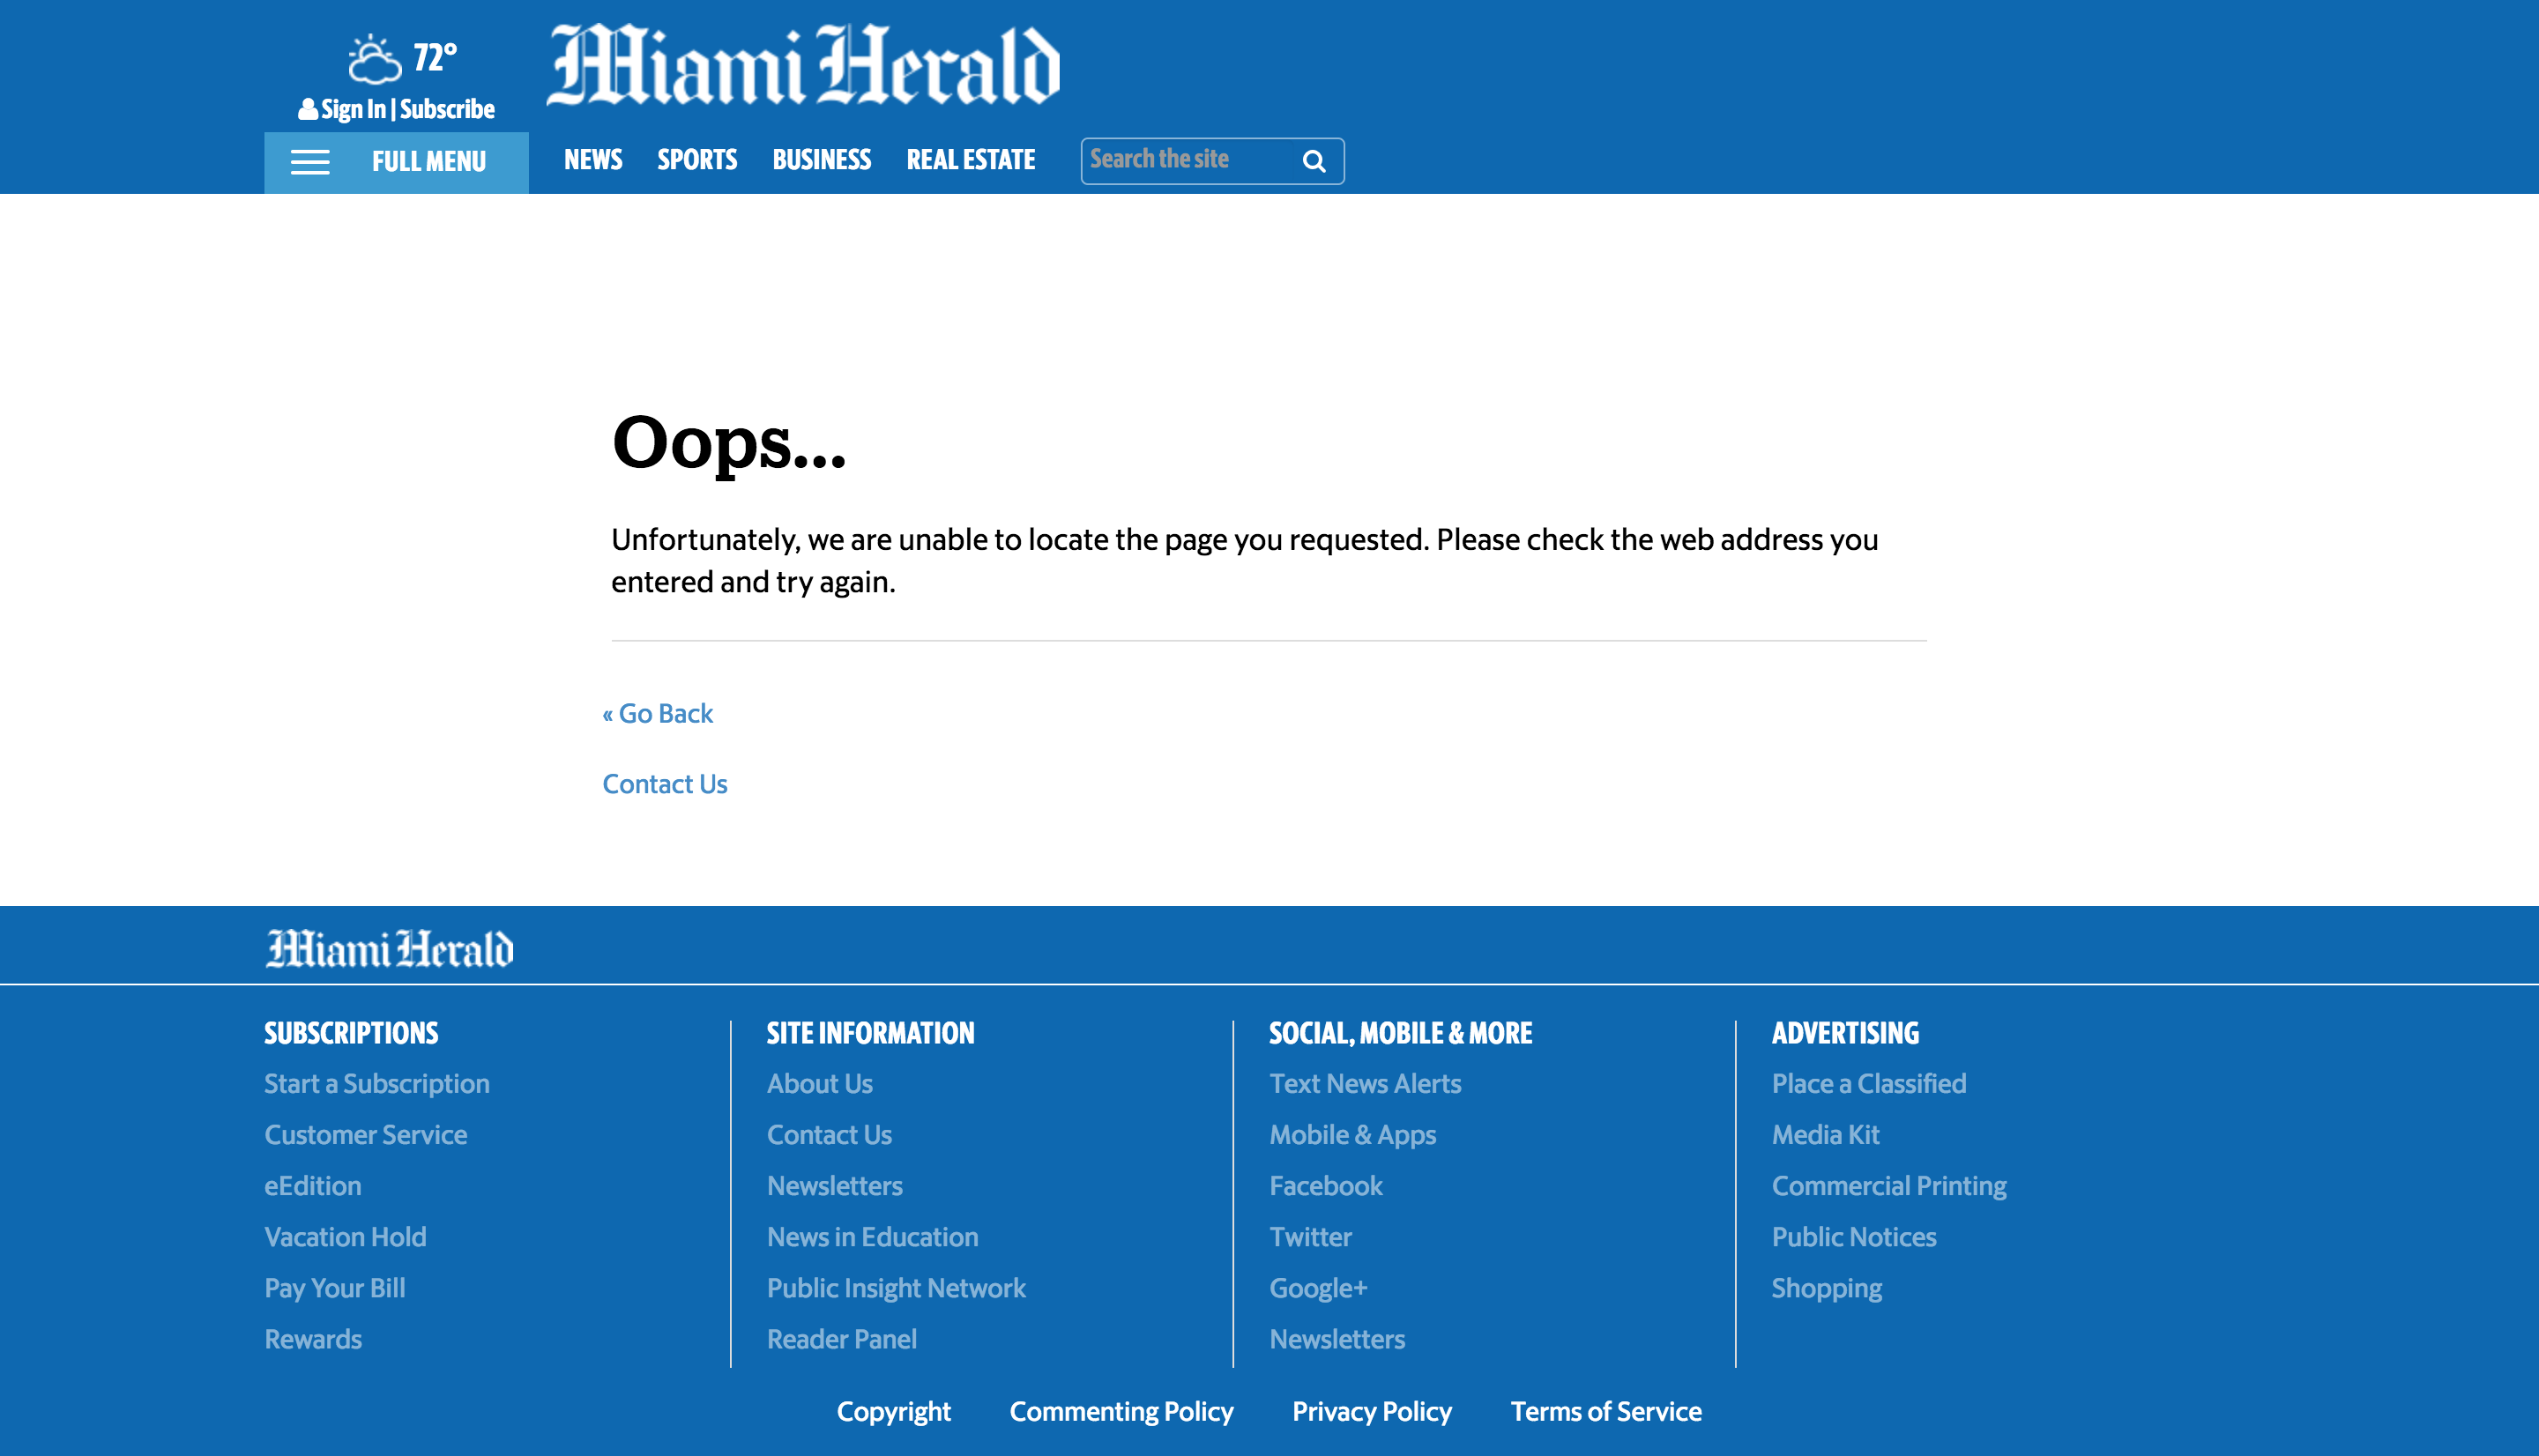 72°
Miami Herald
Sign In | Subscribe
FULL MENU
NEWS SPORTS BUSINESS REAL ESTATE
Search the site
Oops...
Unfortunately, we are unable to locate the page you requested. Please check the web address you
entered and try again.
« Go Back
Contact Us
Miami Herald
SUBSCRIPTIONS
Start a Subscription
Customer Service
eEdition
Vacation Hold
Pay Your Bill
Rewards
SITE INFORMATION
About Us
Contact Us
Newsletters
News in Education
Public Insight Network
Reader Panel
SOCIAL, MOBILE & MORE
Text News Alerts
Mobile & Apps
Facebook
Twitter
Google+
Newsletters
ADVERTISING
Place a Classified
Media Kit
Commercial Printing
Public Notices
Shopping
Copyright Commenting Policy Privacy Policy Terms of Service